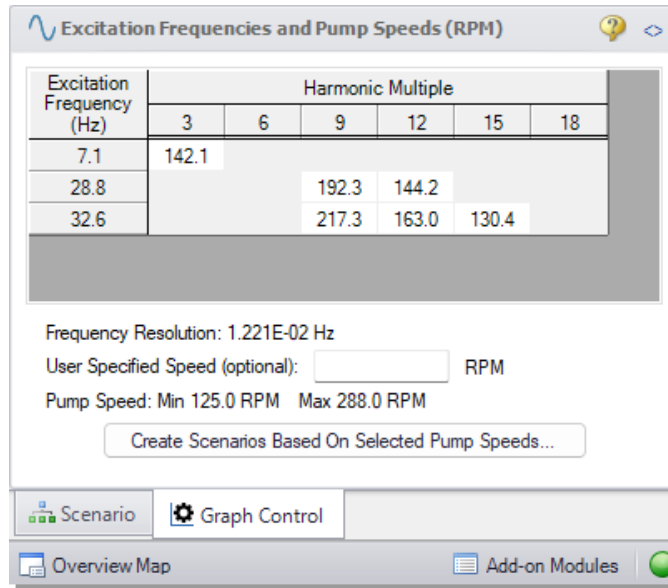 Excitation Frequencies and Pump Speeds (RPM)
Excitation Frequency (Hz) Harmonic Multiple
3 6 9 12 15 18
7.1 142.1
28.8 192.3 144.2
32.6 217.3 163.0 130.4
Frequency Resolution: 1.221E-02 Hz
User Specified Speed (optional): RPM
Pump Speed: Min 125.0 RPM Max 288.0 RPM
Create Scenarios Based On Selected Pump Speeds...
Scenario Graph Control
Overview Map Add-on Modules